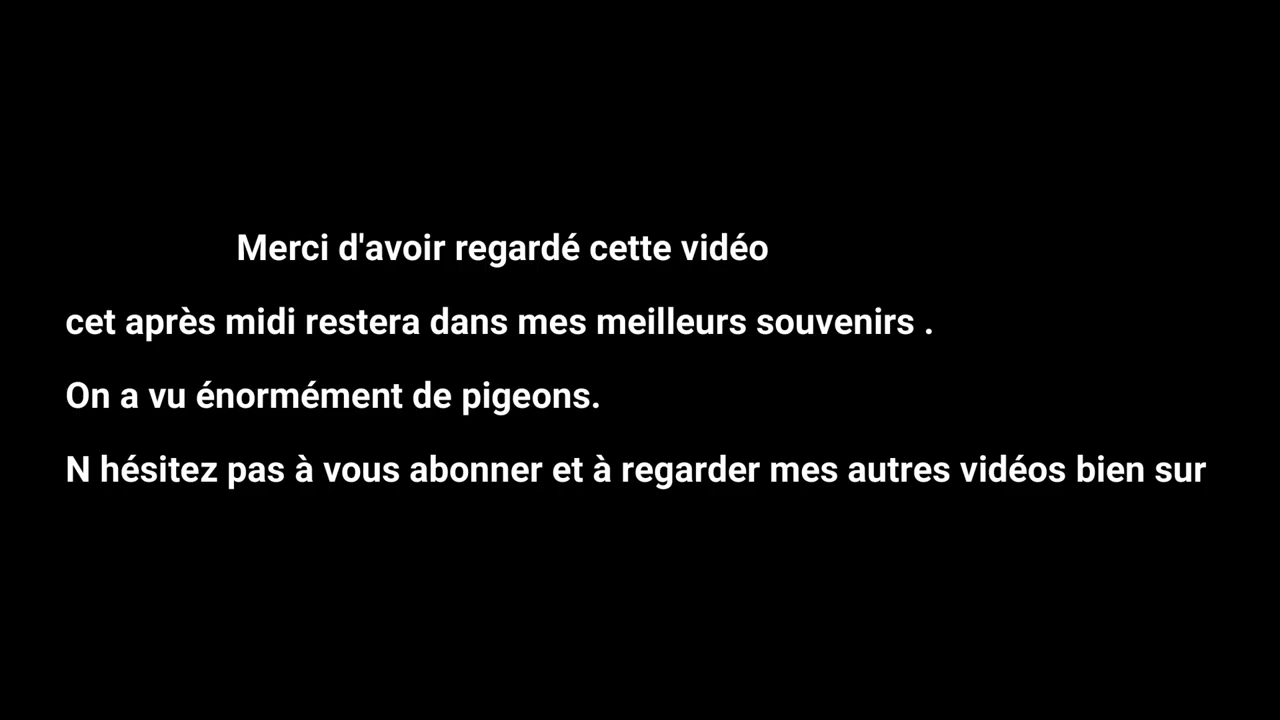 Merci d'avoir regardé cette vidéo
cet après midi restera dans mes meilleurs souvenirs .
On a vu énormément de pigeons.
N hésitez pas à vous abonner et à regarder mes autres vidéos bien sur